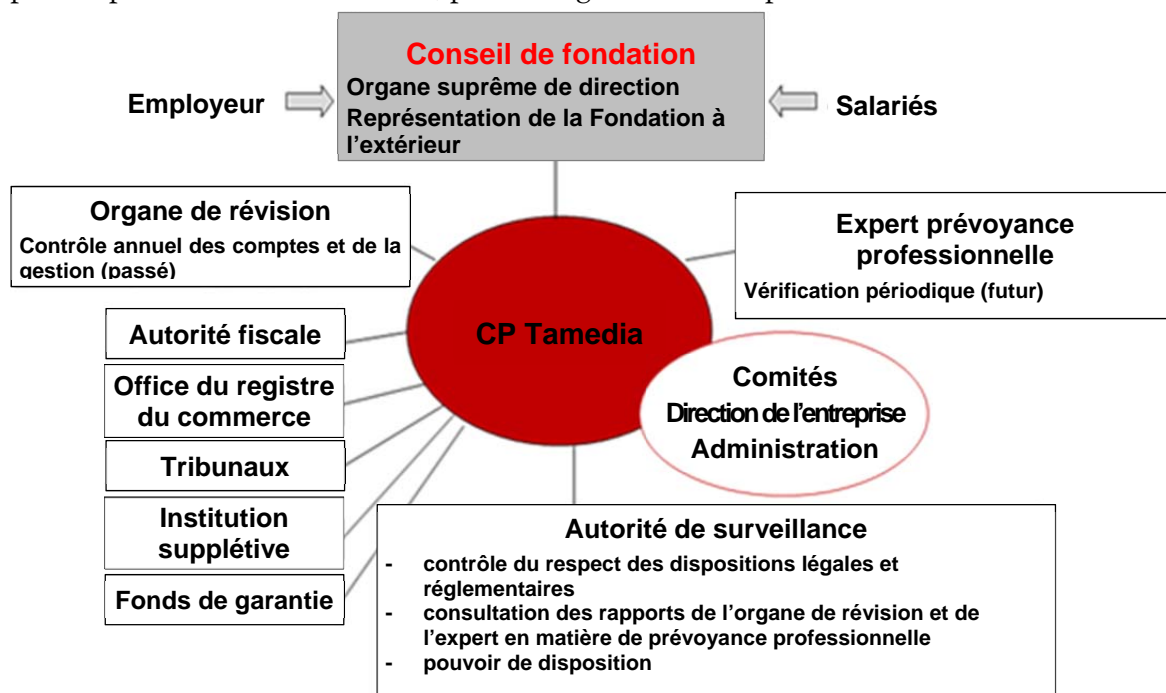 Conseil de fondation
Organe suprême de direction
Représentation de la Fondation à
l'extérieur
Employeur
Salariés
Organe de révision
Contrôle annuel des comptes et de la
gestion (passé)
Expert prévoyance
professionnelle
Vérification périodique (futur)
CP Tamedia
Autorité fiscale
Office du registre
du commerce
Tribunaux
Institution
supplétive
Fonds de garantie
Comités
Direction de l'entreprise
Administration
Autorité de surveillance
- contrôle du respect des dispositions légales et
réglementaires
- consultation des rapports de l'organe de révision et de
l'expert en matière de prévoyance professionnelle
- pouvoir de disposition